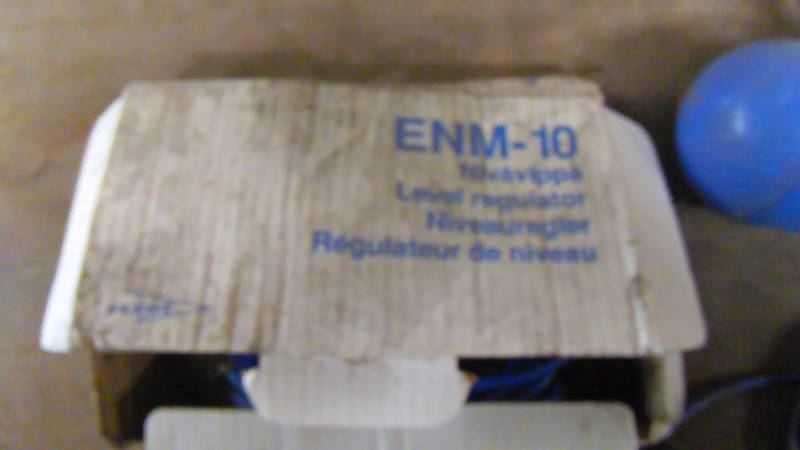 ENM-10
Nivåvippa
Level regulator
Niveauregler
Régulateur de niveau